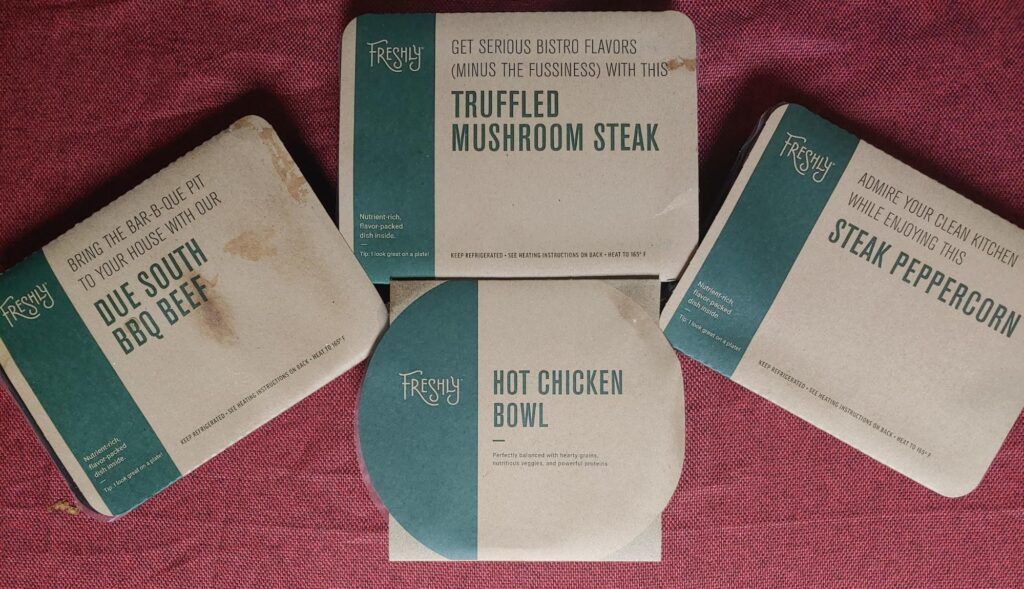 FRESHLY
GET SERIOUS BISTRO FLAVORS
(MINUS THE FUSSINESS) WITH THIS
TRUFFLED
MUSHROOM STEAK
Nutrient-rich,
flavor-packed
dish inside.
Tip: I look great on a plate!
KEEP REFRIGERATED • SEE HEATING INSTRUCTIONS ON BACK • HEAT TO 165° F
FRESHLY
BRING THE BAR-B-QUE PIT
TO YOUR HOUSE WITH OUR
DUE SOUTH
BBQ BEEF
Nutrient-rich,
flavor-packed
dish inside.
Tip: I look great on a plate!
KEEP REFRIGERATED • SEE HEATING INSTRUCTIONS ON BACK • HEAT TO 165° F
FRESHLY
ADMIRE YOUR CLEAN KITCHEN
WHILE ENJOYING THIS
STEAK PEPPERCORN
Nutrient-rich,
flavor-packed
dish inside.
Tip: I look great on a plate!
KEEP REFRIGERATED • SEE HEATING INSTRUCTIONS ON BACK • HEAT TO 165° F
FRESHLY
HOT CHICKEN
BOWL
Perfectly balanced with hearty grains,
nutritious veggies, and powerful proteins